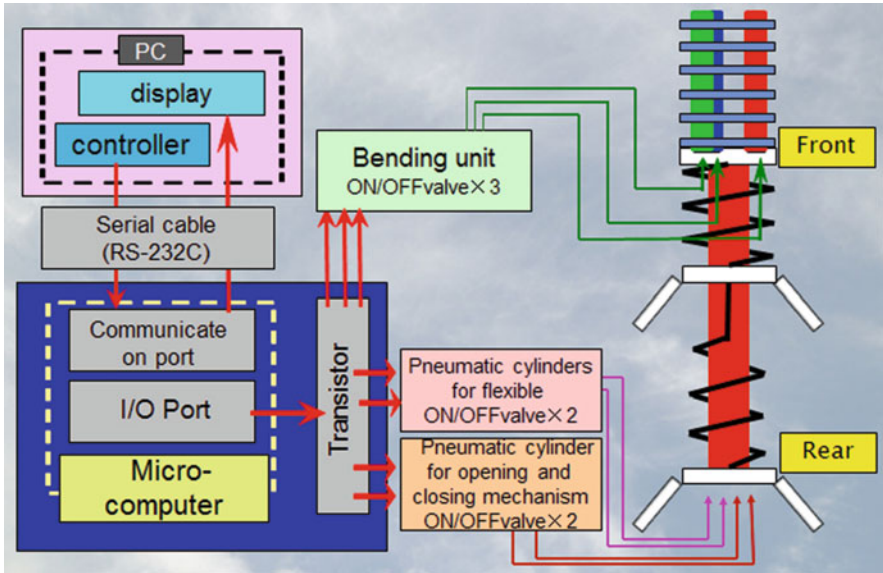 PC
display
controller
Serial cable
(RS-232C)
Communicate
on port
I/O Port
Micro-
computer
Transistor
Bending unit
ON/OFFvalve×3
Pneumatic cylinders
for flexible
ON/OFFvalve×2
Pneumatic cylinder
for opening and
closing mechanism
ON/OFFvalve×2
Front
Rear